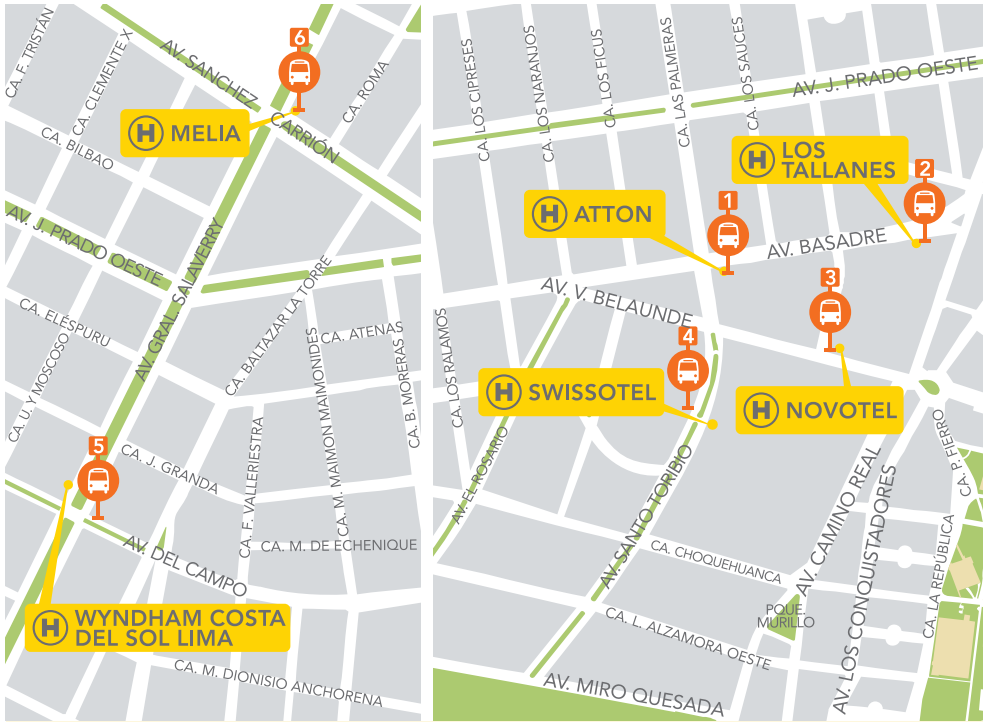 CA. F. TRISTÁN
CA. CLEMENTE X
AV. SANCHEZ
CARRIÓN
6
CA. ROMA
H MELIA
CA. BILBAO
AV. J. PRADO OESTE
AV. GRAL. SALAVERRY
CA. BALTAZAR LA TORRE
CA. ELÉSPURU
CA. U. Y MOSCOSO
CA. ATENAS
CA. M. MAIMON MAIMONIDES
CA. B. MORERAS
5
CA. J. GRANDA
CA. F. VALLERIESTRA
CA. M. DE ECHENIQUE
AV. DEL CAMPO
H WYNDHAM COSTA
DEL SOL LIMA
CA. M. DIONISIO ANCHORENA
CA. LOS CIPRESES
CA. LOS NARANJOS
CA. LOS FICUS
CA. LAS PALMERAS
CA. LOS SAUCES
AV. J. PRADO OESTE
H LOS
TALLANES
2
H ATTON
1
AV. BASADRE
AV. V. BELAUNDE
3
4
CA. LOS RALAMOS
H SWISSOTEL
H NOVOTEL
AV. EL ROSARIO
AV. SANTO TORIBIO
AV. CAMINO REAL
AV. LOS CONQUISTADORES
CA. P. FIERRO
CA. LA REPÚBLICA
CA. CHOQUEHUANCA
PQUE.
MURILLO
CA. L. ALZAMORA OESTE
AV. MIRO QUESADA